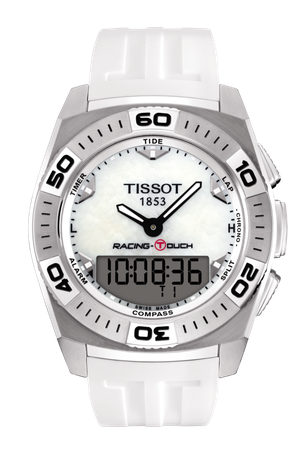 60
TIDE
50
10
TIMER
LAP
TISSOT
1853
CHRONO
L
H
RACING-TOUCH
10:08:36
T1
ALARM
SPLIT
40
20
SWISS MADE
COMPASS
30